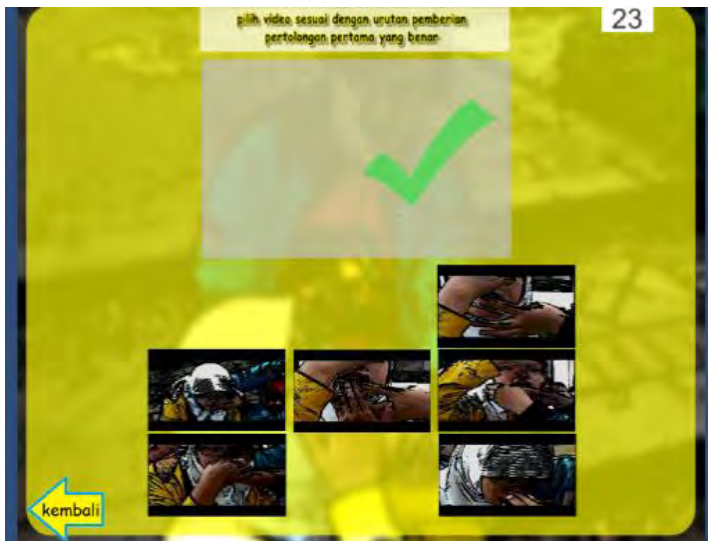 pilih video sesuai dengan urutan pemberian
pertolongan pertama yang benar
23
kembali